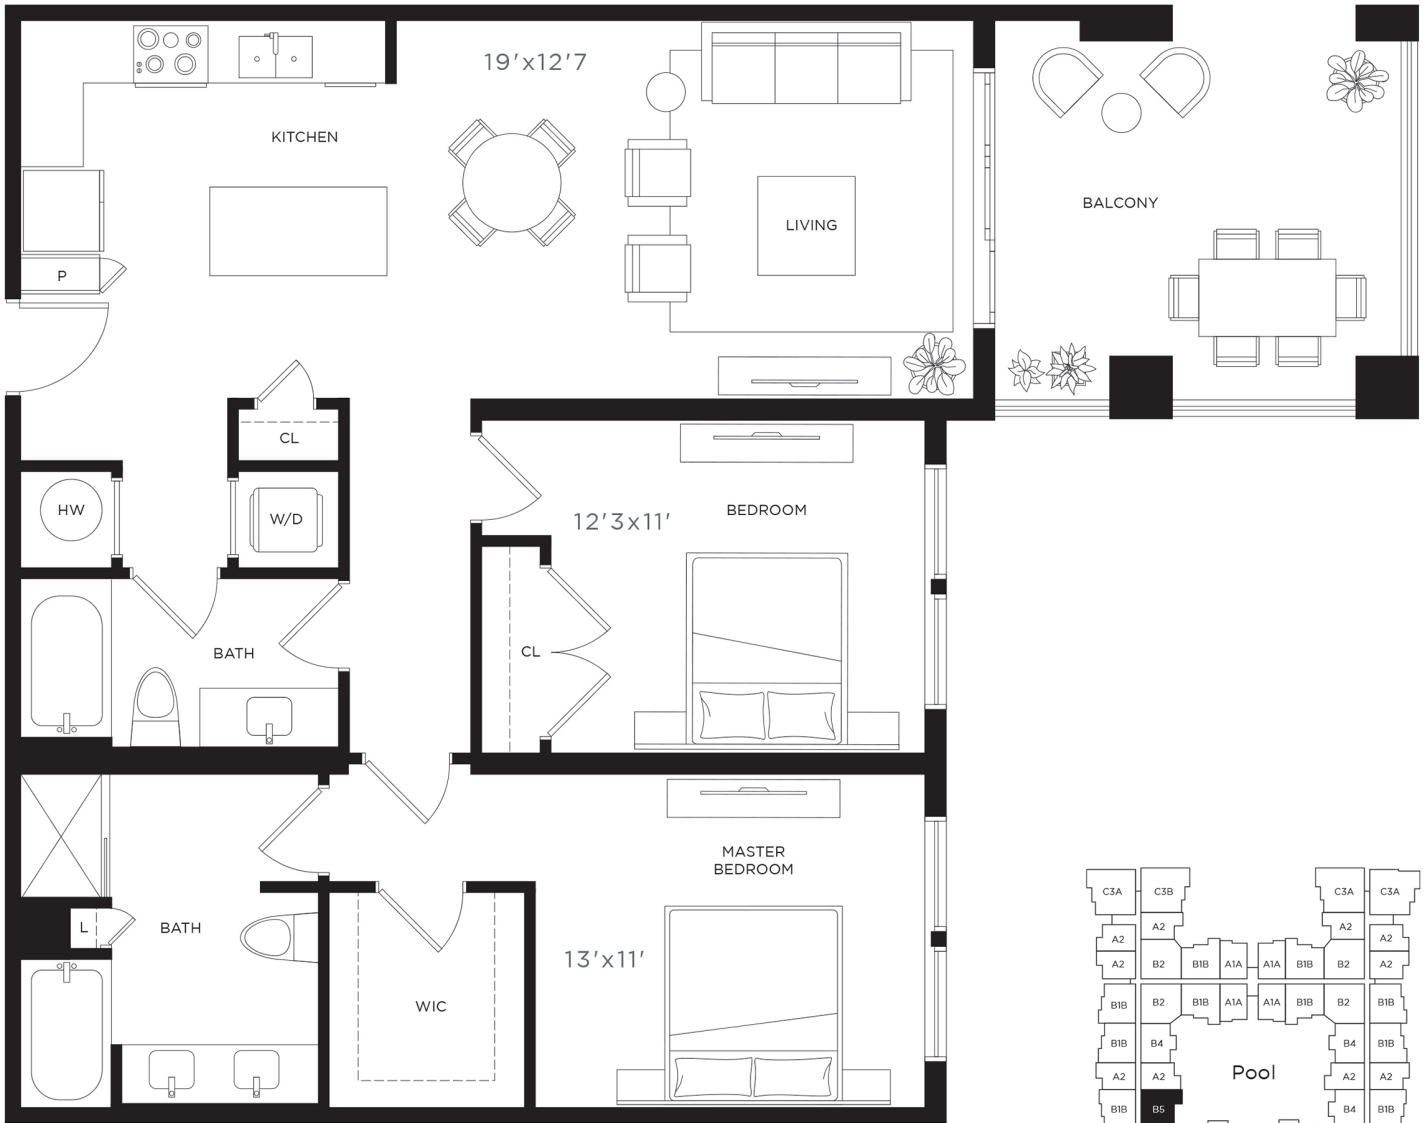 19'x12'7
KITCHEN
LIVING
BALCONY
P
CL
HW
W/D
BEDROOM
12'3x11'
BATH
CL
MASTER
BEDROOM
L
BATH
13'x11'
WIC
C3A
C3B
C3A
C3A
A2
A2
A2
A2
A2
B2
B1B
A1A
A1A
B1B
B2
A2
B1B
B2
B1B
A1A
A1A
B1B
B2
B1B
B1B
B4
B4
B1B
Pool
A2
A2
A2
A2
B1B
B5
B4
B1B